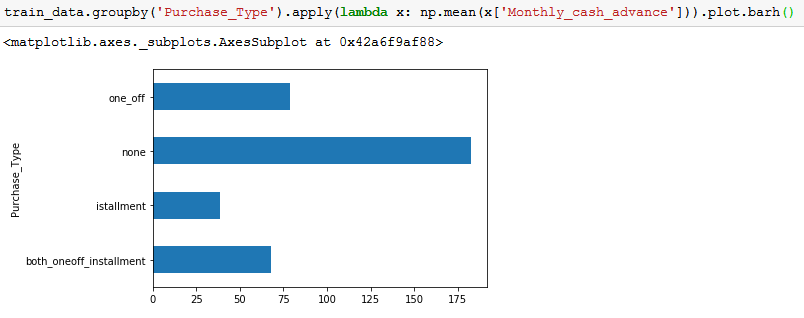 train_data.groupby('Purchase_Type').apply(lambda x: np.mean(x['Monthly_cash_advance'])).plot.barh()
<matplotlib.axes._subplots.AxesSubplot at 0x42a6f9af88>
one_off
none
istallment
both_oneoff_installment
Purchase_Type
0 25 50 75 100 125 150 175